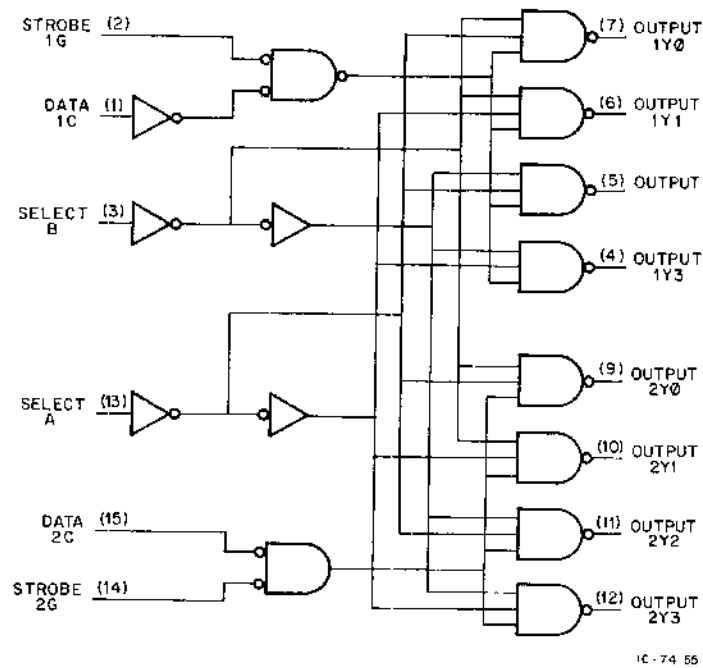 STROBE (2)
1G
DATA (1)
1C
SELECT (3)
B
SELECT (13)
A
DATA (15)
2C
STROBE (14)
2G
(7) OUTPUT
1YØ
(6) OUTPUT
1Y1
(5) OUTPUT
(4) OUTPUT
1Y3
(9) OUTPUT
2YØ
(10) OUTPUT
2Y1
(11) OUTPUT
2Y2
(12) OUTPUT
2Y3
IC-74 55